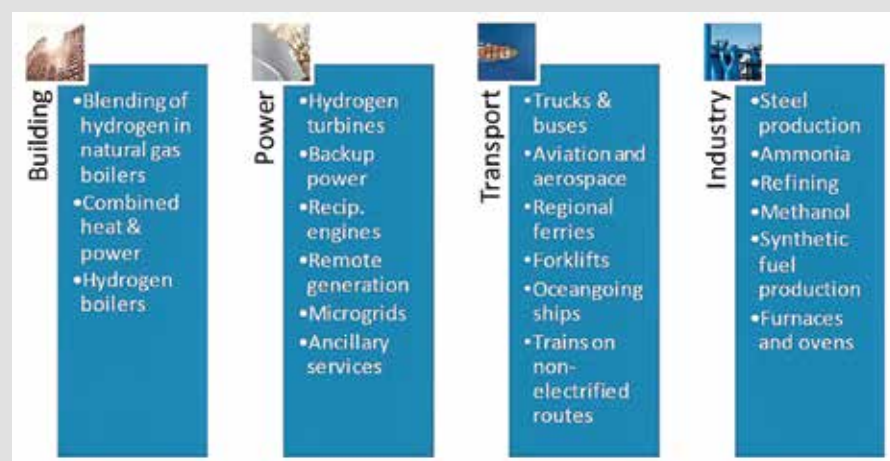 Building
•Blending of
hydrogen in
natural gas
boilers
•Combined
heat &
power
•Hydrogen
boilers
Power
•Hydrogen
turbines
•Backup
power
•Recip.
engines
•Remote
generation
•Microgrids
•Ancillary
services
Transport
•Trucks &
buses
•Aviation and
aerospace
•Regional
ferries
•Forklifts
•Oceangoing
ships
•Trains on
non-
electrified
routes
Industry
•Steel
production
•Ammonia
•Refining
•Methanol
•Synthetic
fuel
production
•Furnaces
and ovens